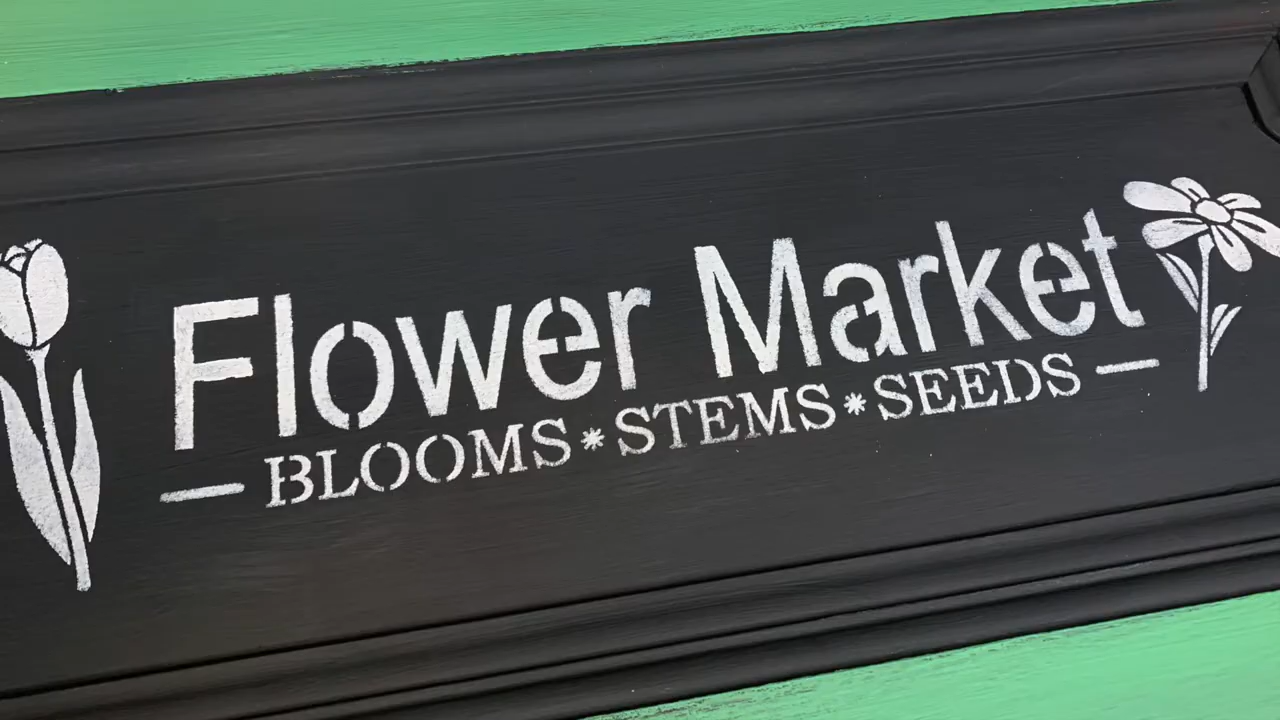 Flower Market
— BLOOMS * STEMS * SEEDS —